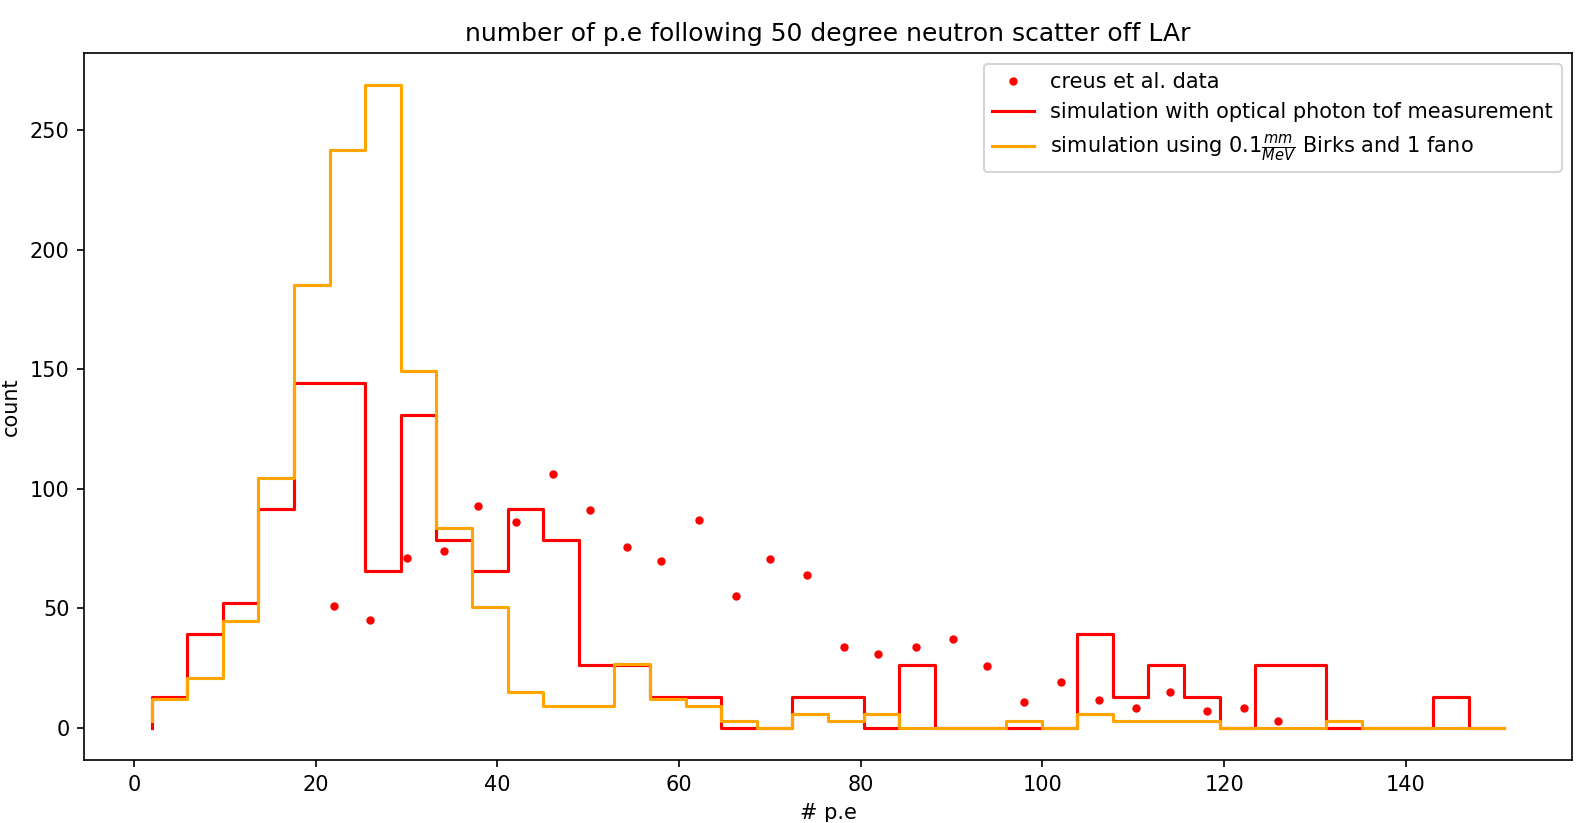 number of p.e following 50 degree neutron scatter off LAr
creus et al. data
simulation with optical photon tof measurement
simulation using 0.1 mm/MeV Birks and 1 fano
count
250
200
150
100
50
0
0 20 40 60 80 100 120 140
# p.e